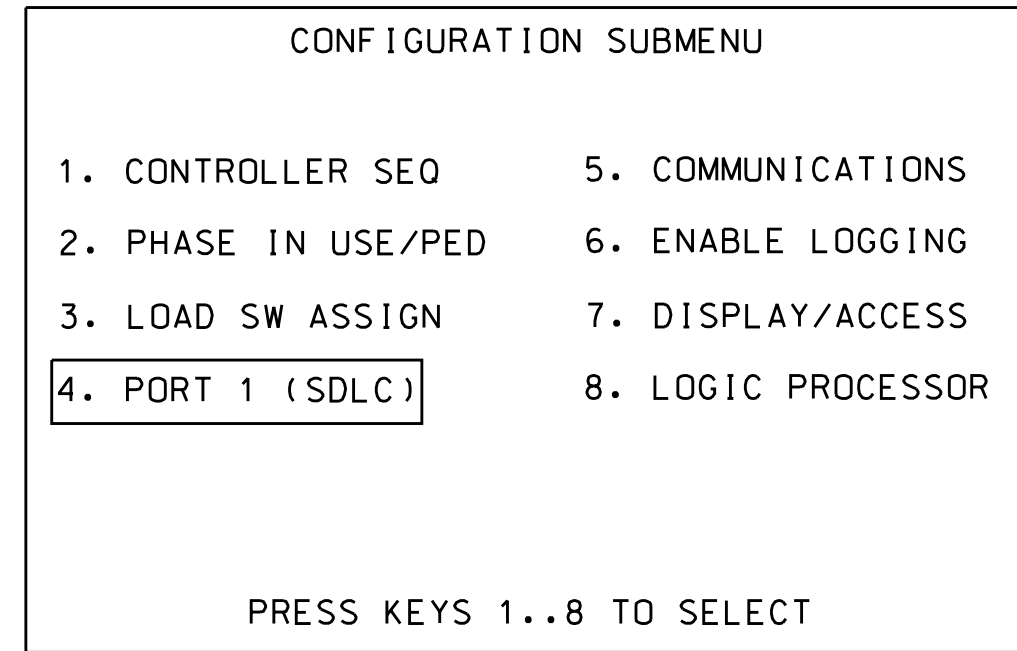 CONFIGURATION SUBMENU
1. CONTROLLER SEQ
2. PHASE IN USE/PED
3. LOAD SW ASSIGN
4. PORT 1 (SDLC)
5. COMMUNICATIONS
6. ENABLE LOGGING
7. DISPLAY/ACCESS
8. LOGIC PROCESSOR
PRESS KEYS 1..8 TO SELECT